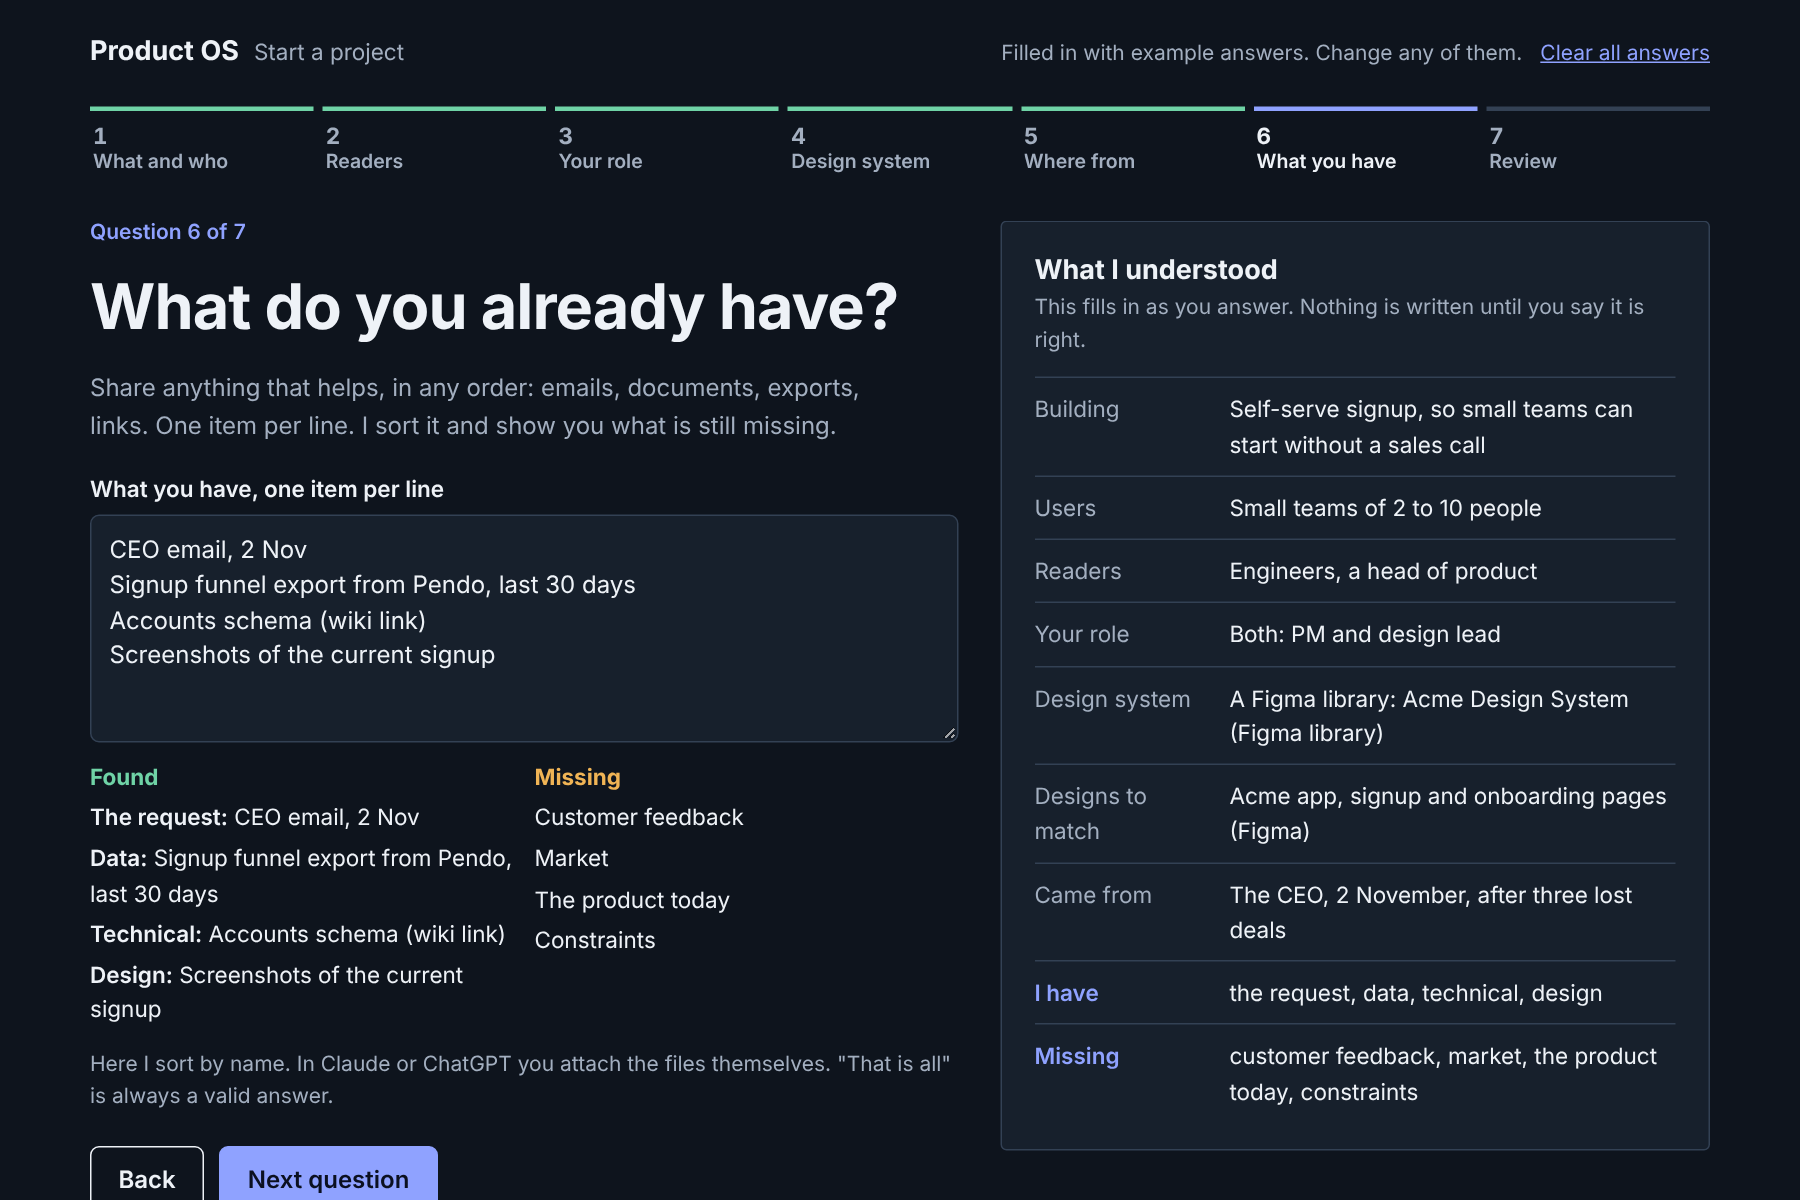 Product OS Start a project
Filled in with example answers. Change any of them. Clear all answers
1
What and who
2
Readers
3
Your role
4
Design system
5
Where from
6
What you have
7
Review
Question 6 of 7
What do you already have?
Share anything that helps, in any order: emails, documents, exports,
links. One item per line. I sort it and show you what is still missing.
What you have, one item per line
CEO email, 2 Nov
Signup funnel export from Pendo, last 30 days
Accounts schema (wiki link)
Screenshots of the current signup
Found
The request: CEO email, 2 Nov
Data: Signup funnel export from Pendo,
last 30 days
Technical: Accounts schema (wiki link)
Design: Screenshots of the current
signup
Missing
Customer feedback
Market
The product today
Constraints
Here I sort by name. In Claude or ChatGPT you attach the files themselves. "That is all"
is always a valid answer.
Back
Next question
What I understood
This fills in as you answer. Nothing is written until you say it is
right.
Building
Self-serve signup, so small teams can
start without a sales call
Users
Small teams of 2 to 10 people
Readers
Engineers, a head of product
Your role
Both: PM and design lead
Design system
A Figma library: Acme Design System
(Figma library)
Designs to
match
Acme app, signup and onboarding pages
(Figma)
Came from
The CEO, 2 November, after three lost
deals
I have
the request, data, technical, design
Missing
customer feedback, market, the product
today, constraints